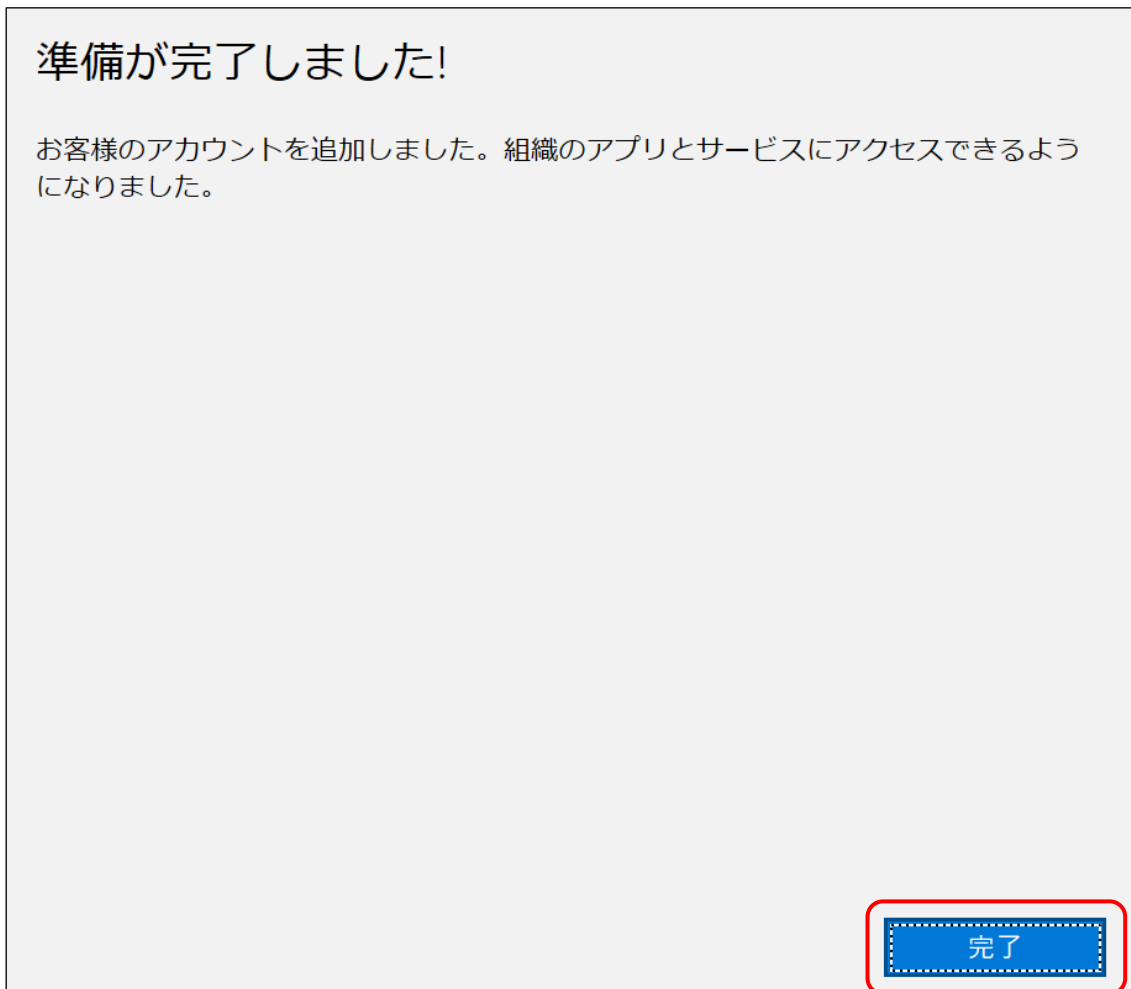 準備が完了しました!
お客様のアカウントを追加しました。組織のアプリとサービスにアクセスできるよう
になりました。
完了